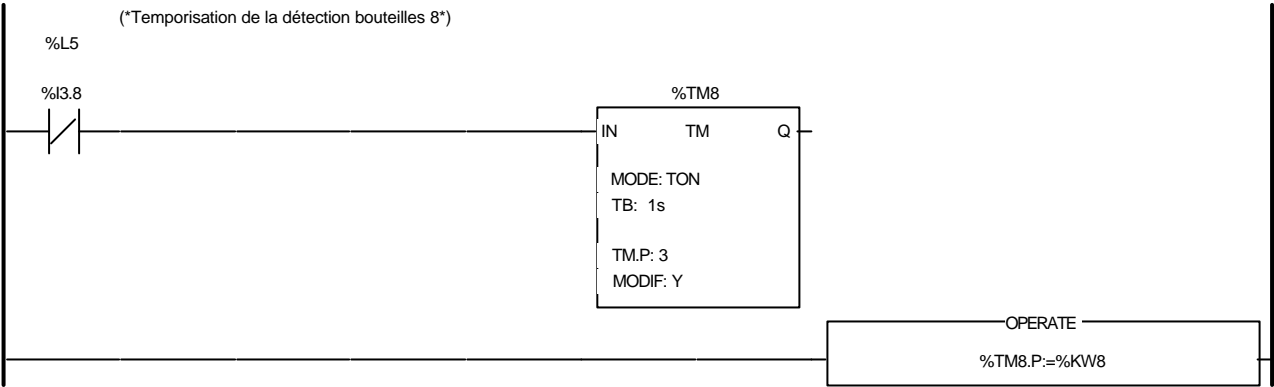 (*Temporisation de la détection bouteilles 8*)
%L5
%I3.8
%TM8
IN TM Q
MODE: TON
TB: 1s
TM.P: 3
MODIF: Y
OPERATE
%TM8.P:=%KW8